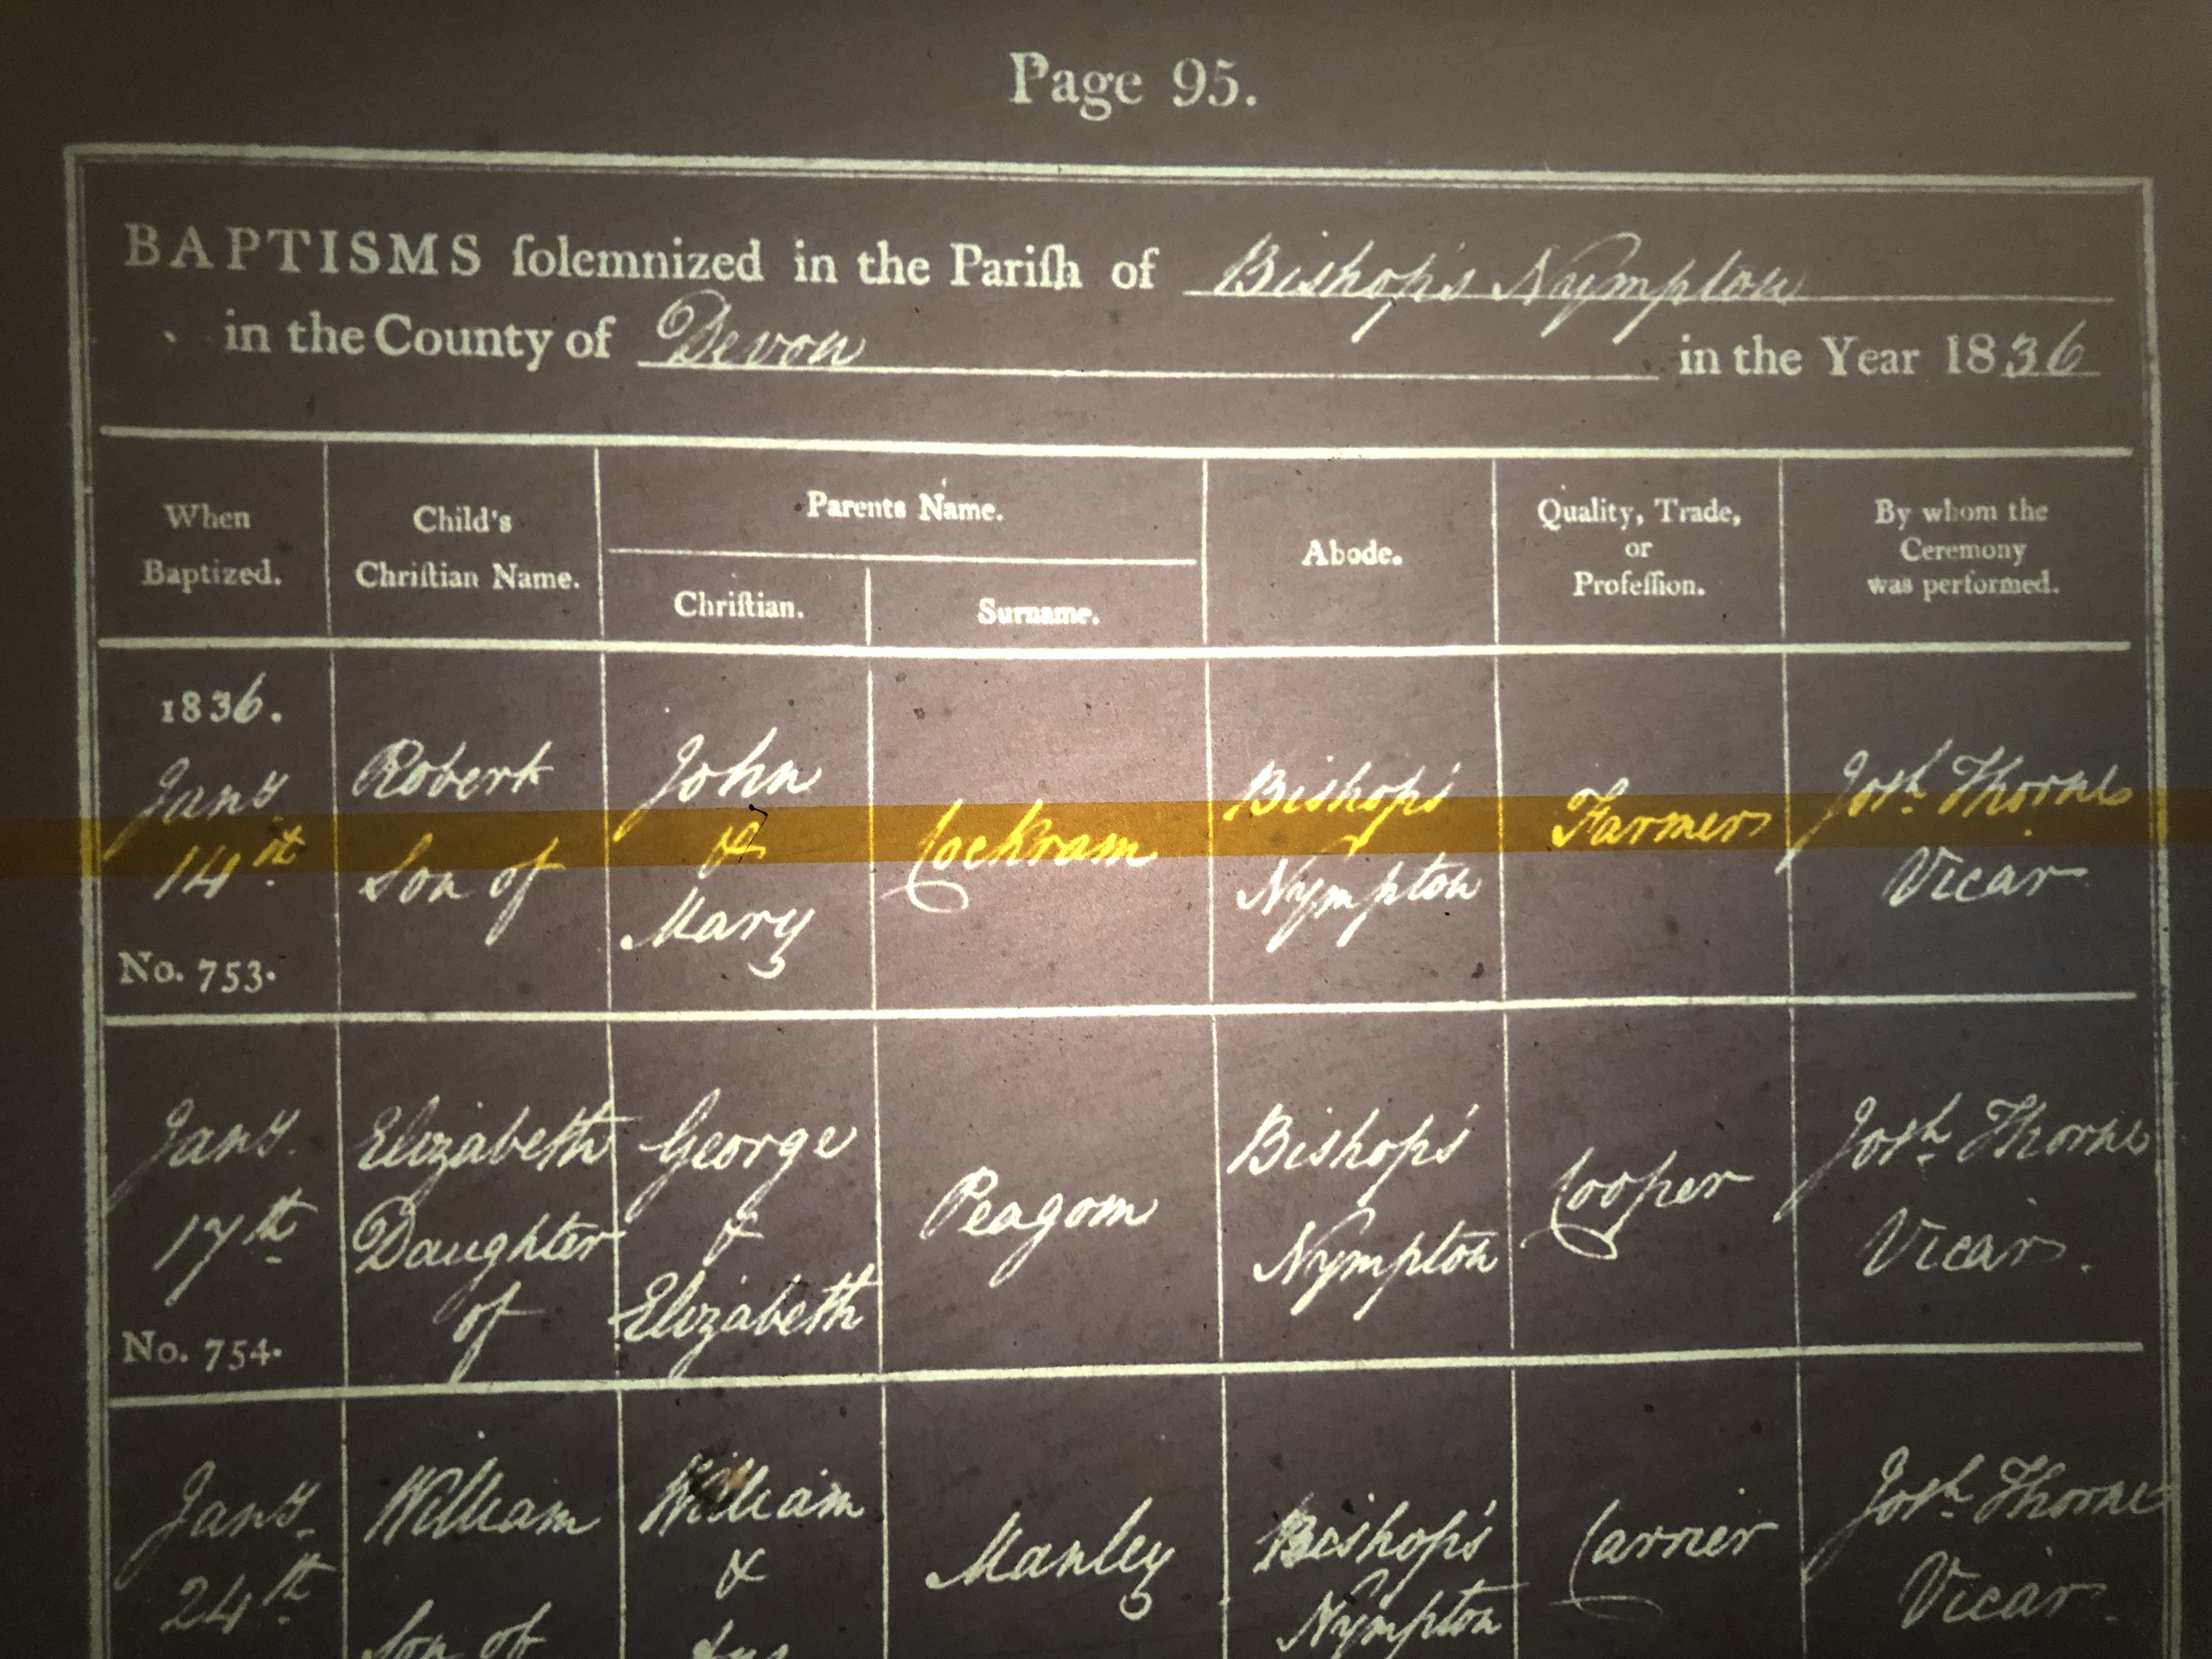 Page 95.
BAPTISMS ſolemnized in the Pariſh of Bishop's Nympton
in the County of Devon in the Year 1836
When Baptized.
Child's Chriſtian Name.
Parents Name.
Chriſtian.
Surname.
Abode.
Quality, Trade, or Profeſſion.
By whom the Ceremony was performed.
1836.
Jany
14th
No. 753.
Robert
Son of
John
&
Mary
Cockram
Bishop's
Nympton
Farmer
Josh. Thorne
Vicar
Jany.
17th
No. 754.
Elizabeth
Daughter
of
George
&
Elizabeth
Peagom
Bishop's
Nympton
Cooper
Josh. Thorne
Vicar.
Jany.
24th
William
Son of
William
&
Manley
Bishop's
Nympton
Carrier
Josh. Thorne
Vicar.